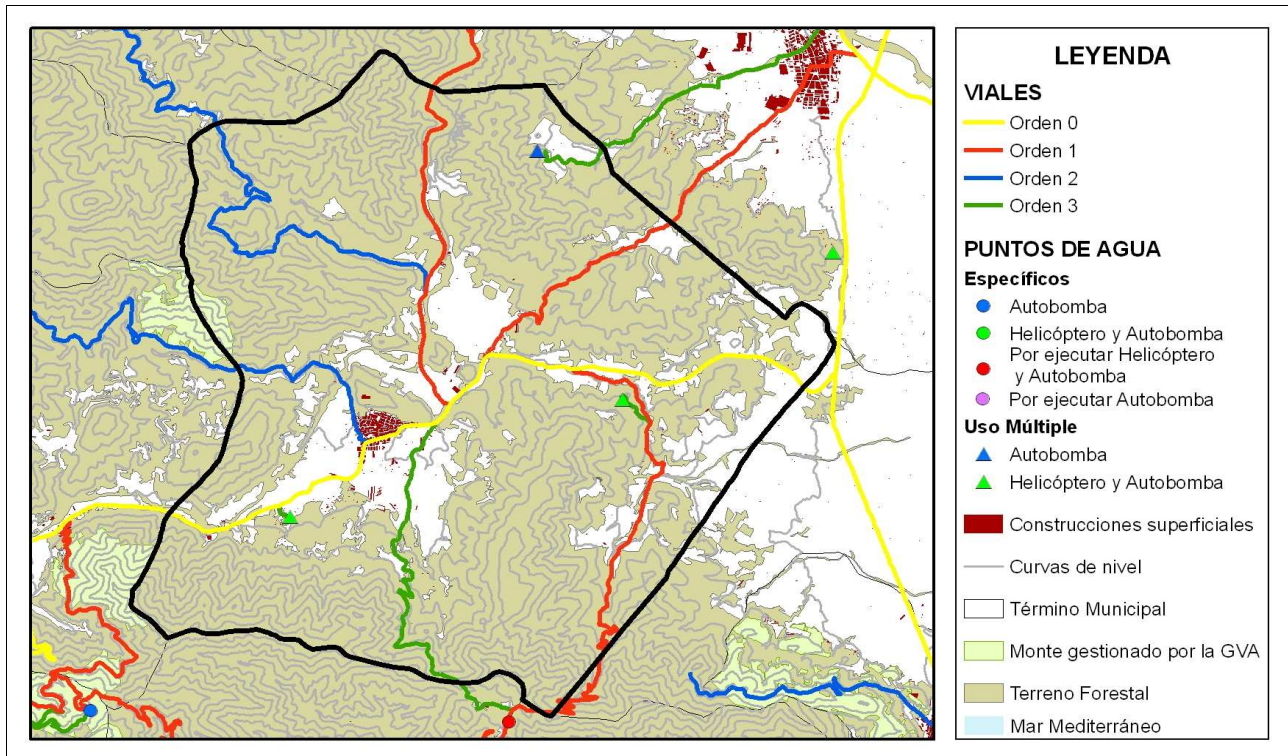 LEYENDA
VIALES
Orden 0
Orden 1
Orden 2
Orden 3
PUNTOS DE AGUA
Específicos
Autobomba
Helicóptero y Autobomba
Por ejecutar Helicóptero
y Autobomba
Por ejecutar Autobomba
Uso Múltiple
Autobomba
Helicóptero y Autobomba
Construcciones superficiales
Curvas de nivel
Término Municipal
Monte gestionado por la GVA
Terreno Forestal
Mar Mediterráneo